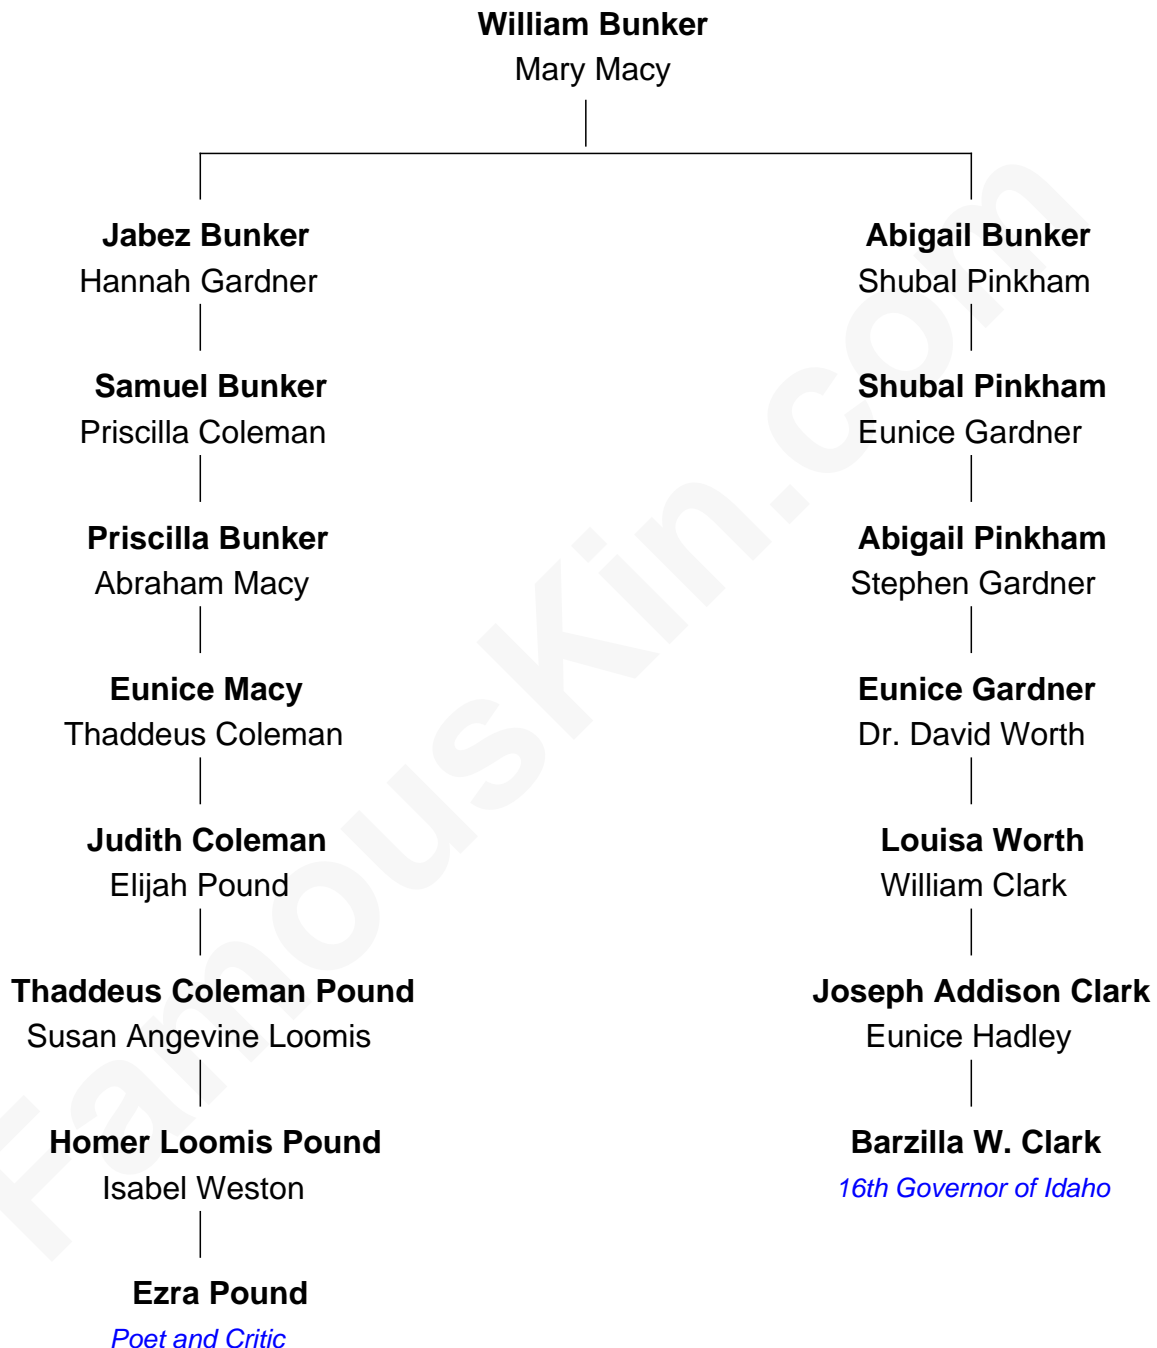 William Bunker
Mary Macy
Jabez Bunker
Hannah Gardner
Abigail Bunker
Shubal Pinkham
Samuel Bunker
Priscilla Coleman
Shubal Pinkham
Eunice Gardner
Priscilla Bunker
Abraham Macy
Abigail Pinkham
Stephen Gardner
Eunice Macy
Thaddeus Coleman
Eunice Gardner
Dr. David Worth
Judith Coleman
Elijah Pound
Louisa Worth
William Clark
Thaddeus Coleman Pound
Susan Angevine Loomis
Joseph Addison Clark
Eunice Hadley
Homer Loomis Pound
Isabel Weston
Barzilla W. Clark
16th Governor of Idaho
Ezra Pound
Poet and Critic
FamousKin.com